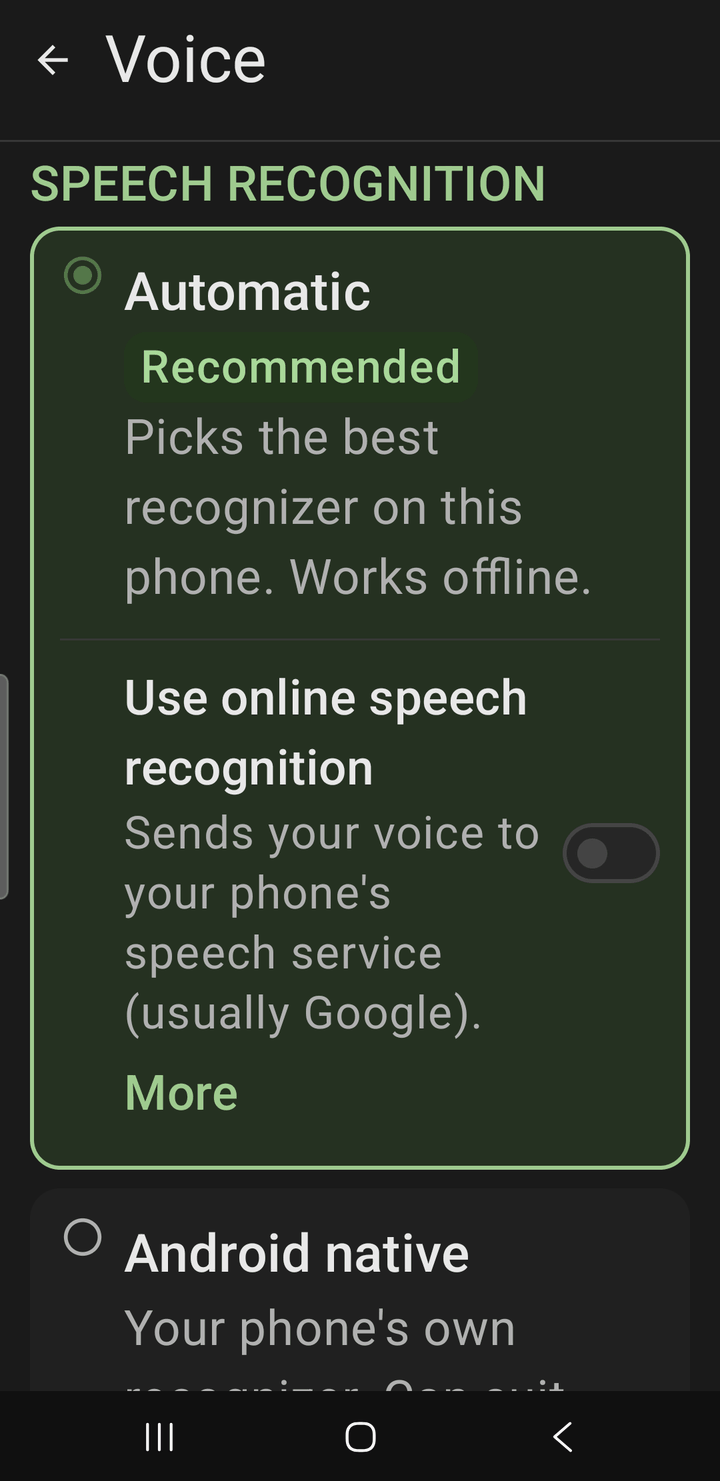 Voice
SPEECH RECOGNITION
Automatic
Recommended
Picks the best
recognizer on this
phone. Works offline.
Use online speech
recognition
Sends your voice to
your phone's
speech service
(usually Google).
More
Android native
Your phone's own